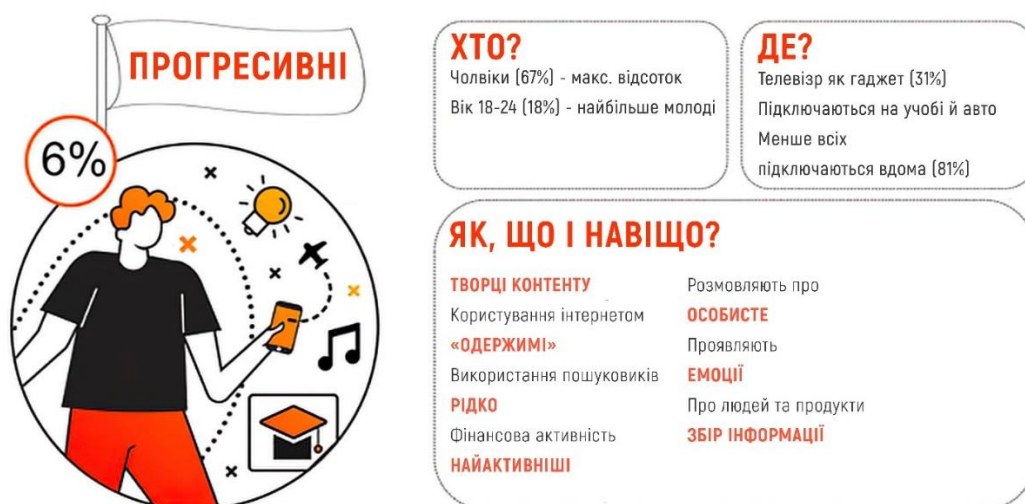 ПРОГРЕСИВНІ
6%
ХТО?
Чоловіки (67%) - макс. відсоток
Вік 18-24 (18%) - найбільше молоді
ДЕ?
Телевізр як гаджет (31%)
Підключаються на учобі й авто
Менше всіх
підключаються вдома (81%)
ЯК, ЩО І НАВІЩО?
ТВОРЦІ КОНТЕНТУ
Користування інтернетом
«ОДЕРЖИМІ»
Використання пошуковиків
РІДКО
Фінансова активність
НАЙАКТИВНІШІ
Розмовляють про
ОСОБИСТЕ
Проявляють
ЕМОЦІЇ
Про людей та продукти
ЗБІР ІНФОРМАЦІЇ